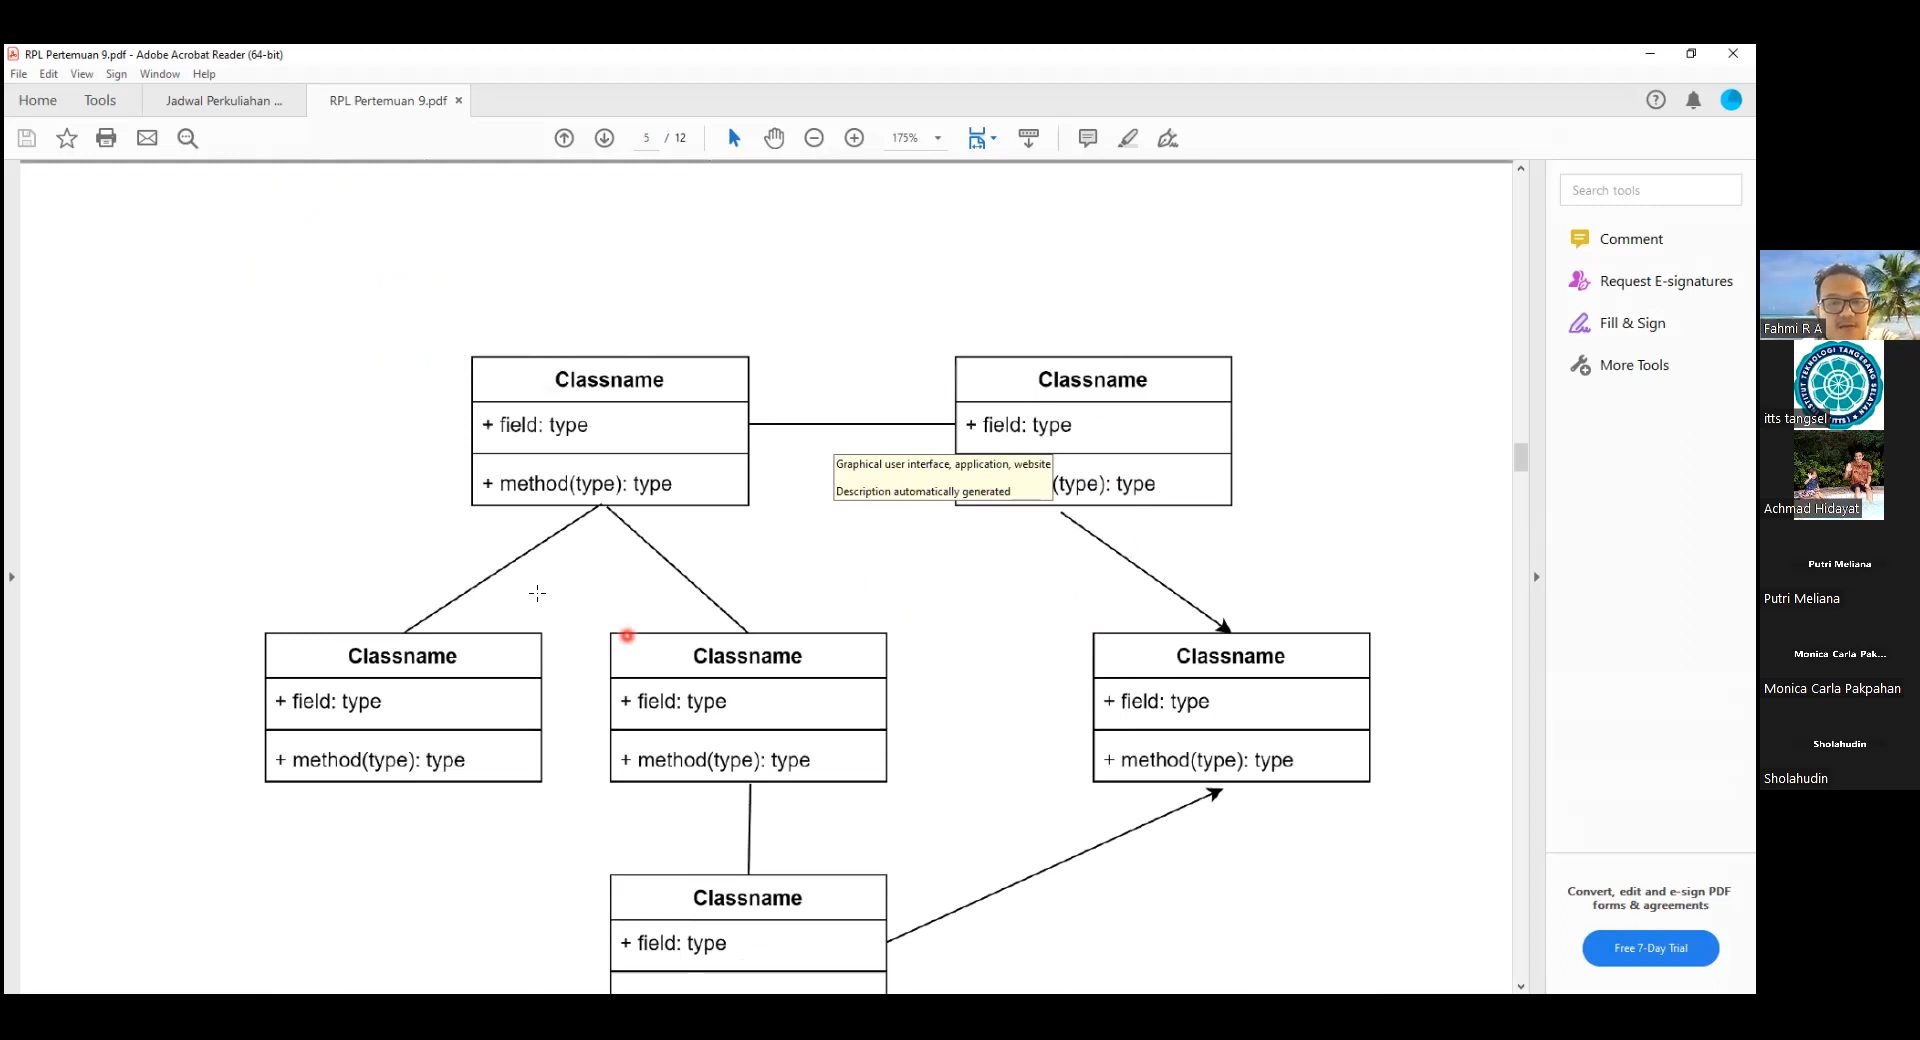 RPL Pertemuan 9.pdf - Adobe Acrobat Reader (64-bit)
File Edit View Sign Window Help
Home Tools Jadwal Perkuliahan ... RPL Pertemuan 9.pdf ×
5 / 12 175%
Classname
+ field: type
+ method(type): type
Classname
+ field: type
(type): type
Graphical user interface, application, website
Description automatically generated
Classname
+ field: type
+ method(type): type
Classname
+ field: type
+ method(type): type
Classname
+ field: type
+ method(type): type
Classname
+ field: type
Search tools
Comment
Request E-signatures
Fill & Sign
More Tools
Convert, edit and e-sign PDF
forms & agreements
Free 7-Day Trial
Fahmi R A
INSTITUT TEKNOLOGI TANGERANG SELATAN
itts tangsel
Achmad Hidayat
Putri Meliana
Putri Meliana
Monica Carla Pak...
Monica Carla Pakpahan
Sholahudin
Sholahudin